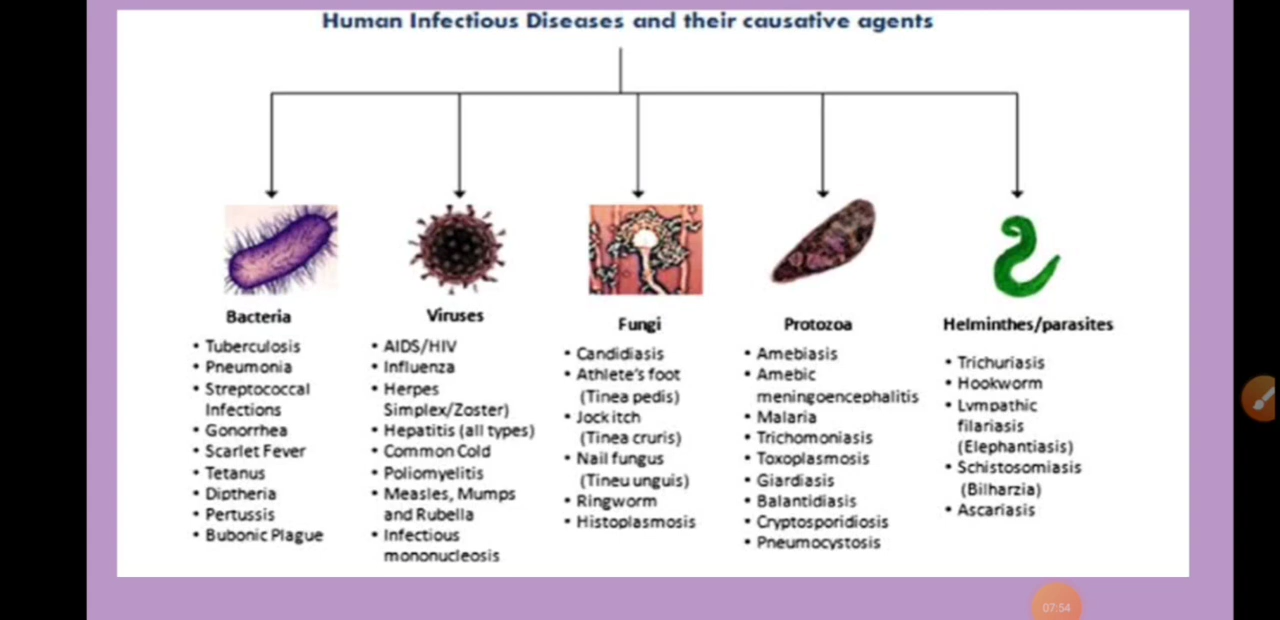 Human Infectious Diseases and their causative agents
Bacteria
• Tuberculosis
• Pneumonia
• Streptococcal
Infections
• Gonorrhea
• Scarlet Fever
• Tetanus
• Diptheria
• Pertussis
• Bubonic Plague
Viruses
• AIDS/HIV
• Influenza
• Herpes
Simplex/Zoster)
• Hepatitis (all types)
• Common Cold
• Poliomyelitis
• Measles, Mumps
and Rubella
• Infectious
mononucleosis
Fungi
• Candidiasis
• Athlete's foot
(Tinea pedis)
• Jock itch
(Tinea cruris)
• Nail fungus
(Tineu unguis)
• Ringworm
• Histoplasmosis
Protozoa
• Amebiasis
• Amebic
meningoencephalitis
• Malaria
• Trichomoniasis
• Toxoplasmosis
• Giardiasis
• Balantidiasis
• Cryptosporidiosis
• Pneumocystosis
Helminthes/parasites
• Trichuriasis
• Hookworm
• Lympathic
filariasis
(Elephantiasis)
• Schistosomiasis
(Bilharzia)
• Ascariasis
07:54